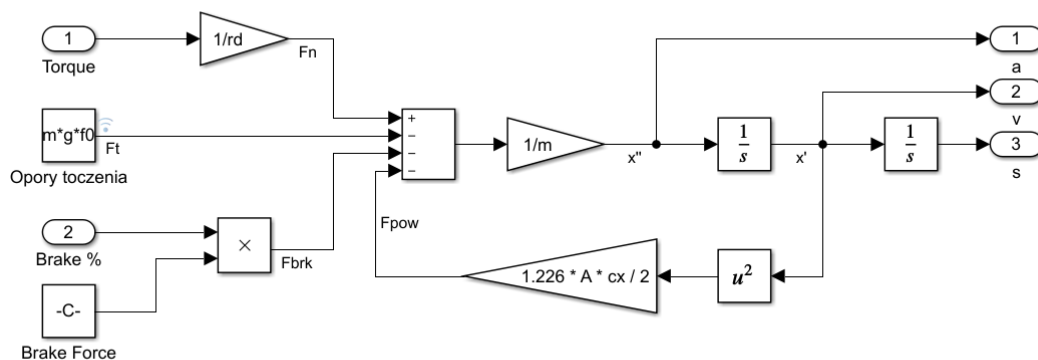 1
Torque
1/rd
Fn
m*g*f0
Ft
Opory toczenia
2
Brake %
-C-
Brake Force
×
Fbrk
+
−
−
−
Fpow
1/m
x''
1
s
x'
1
s
1.226 * A * cx / 2
u²
1
a
2
v
3
s